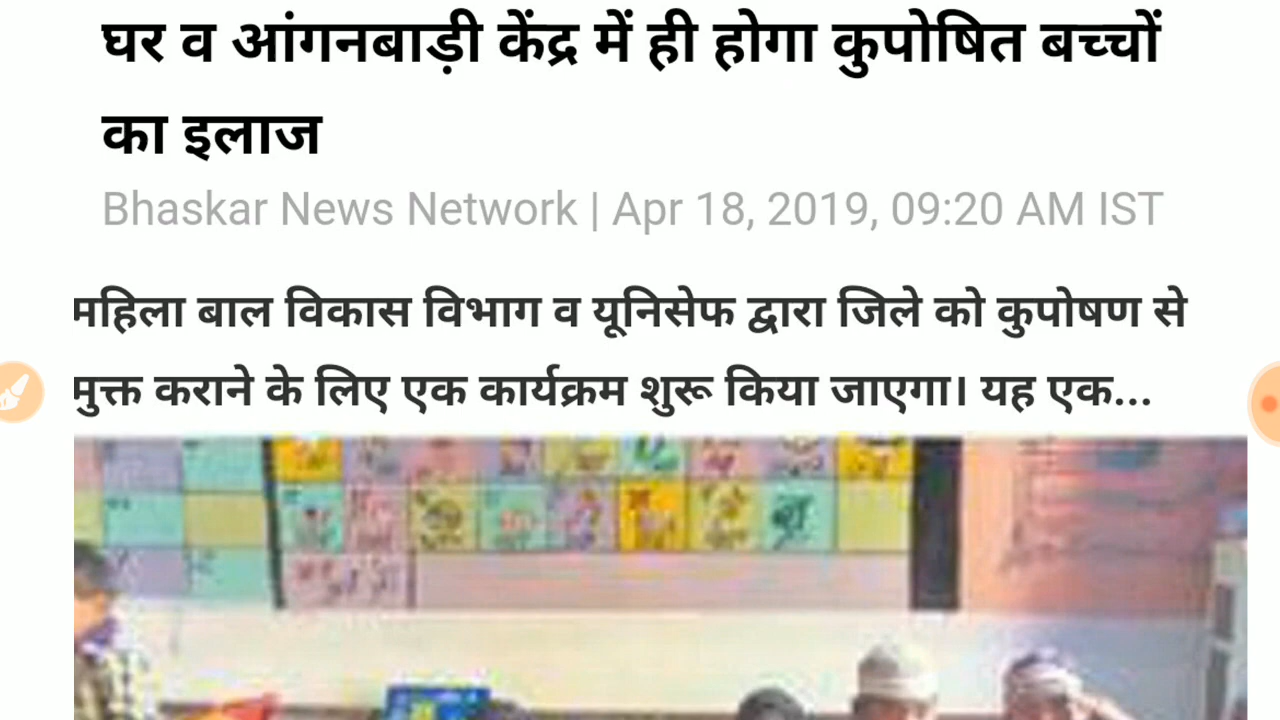 घर व आंगनबाड़ी केंद्र में ही होगा कुपोषित बच्चों
का इलाज
Bhaskar News Network | Apr 18, 2019, 09:20 AM IST
महिला बाल विकास विभाग व यूनिसेफ द्वारा जिले को कुपोषण से
मुक्त कराने के लिए एक कार्यक्रम शुरू किया जाएगा। यह एक...